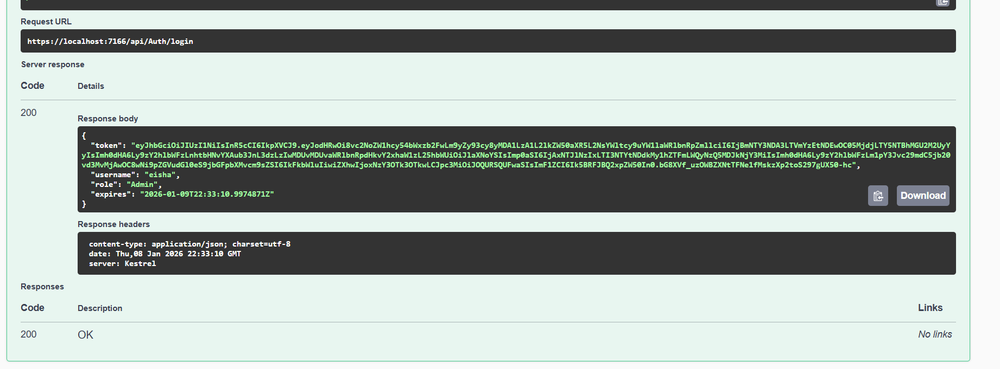 Request URL
https://localhost:7166/api/Auth/login
Server response
Code Details
200
Response body
{
"token": "eyJhbGciOiJIUzI1NiIsInR5cCI6IkpXVCJ9.eyJodHRwOi8vc2NoZW1hcy54bWxzb2FwLm9yZy93cy8yMDA1LzA1L2lkZW50aXR5L2NsYWltcy9uYW1laWRlbnRpZmllciI6IjBmNTY3NDA3LTVmYzEtNDEwOC05MjdjLTY5NTBhMGU2M2UyY
yIsImh0dHA6Ly9zY2hlbWFzLnhtbHNvYXAub3JnL3dzLzIwMDUvMDUvaWRlbnRpdHkvY2xhaW1zL25hbWUiOiJlaXNoYSIsImp0aSI6IjAxNTJlNzIxLTI3NTYtNDdkMy1hZTFmLWQyNzQ5MDJkNjY3MiIsImh0dHA6Ly9zY2hlbWFzLm1pY3Jvc29mdC5jb20
vd3MvMjAwOC8wNi9pZGVudGl0eS9jbGFpbXMvcm9sZSI6IkFkbWluIiwiZXhwIjoxNzY3OTk3OTkwLCJpc3MiOiJOQURSQUFwaSIsImF1ZCI6Ik5BRFJBQ2xpZW50In0.bG8XVf_uzOWBZXNtTFNe1fMskzXp2toS297gUX50-hc",
"username": "eisha",
"role": "Admin",
"expires": "2026-01-09T22:33:10.9974871Z"
}
Download
Response headers
content-type: application/json; charset=utf-8
date: Thu,08 Jan 2026 22:33:10 GMT
server: Kestrel
Responses
Code Description Links
200 OK No links